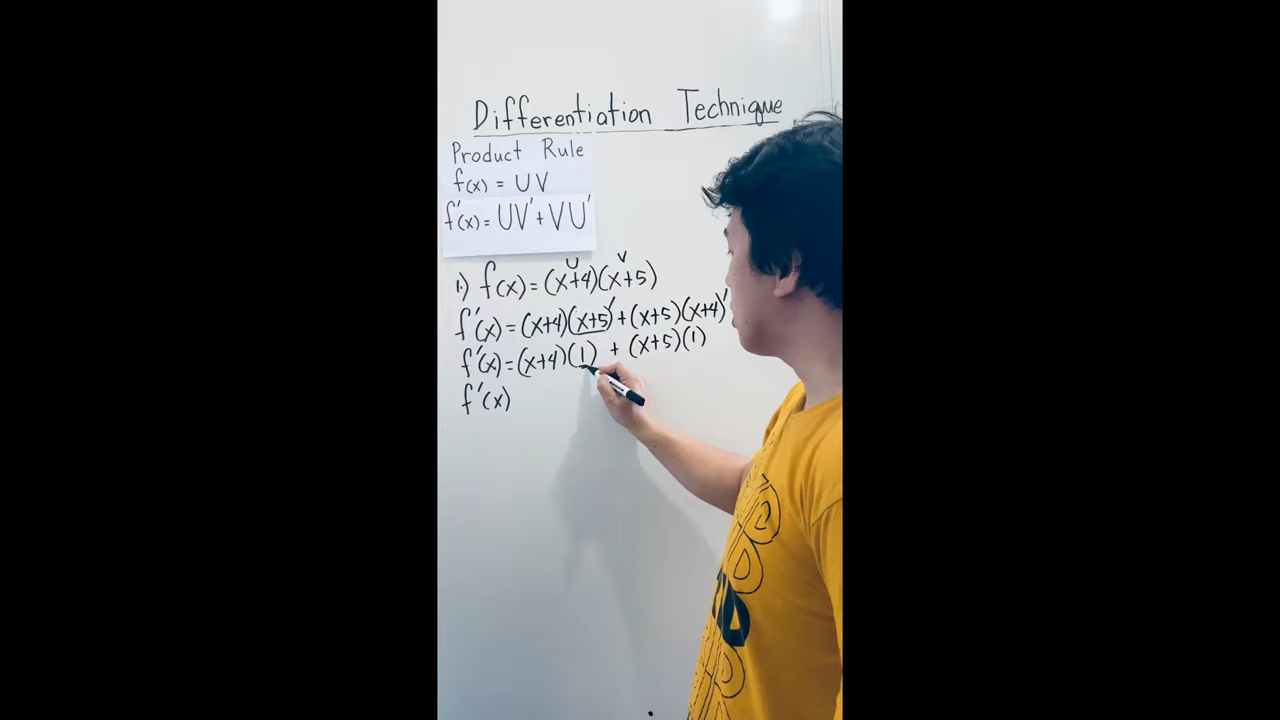 Differentiation Technique
Product Rule
f(x) = UV
f'(x) = UV' + VU'
U V
1.) f(x) = (x+4)(x+5)
f'(x) = (x+4)(x+5)' + (x+5)(x+4)'
f'(x) = (x+4)(1) + (x+5)(1)
f'(x)